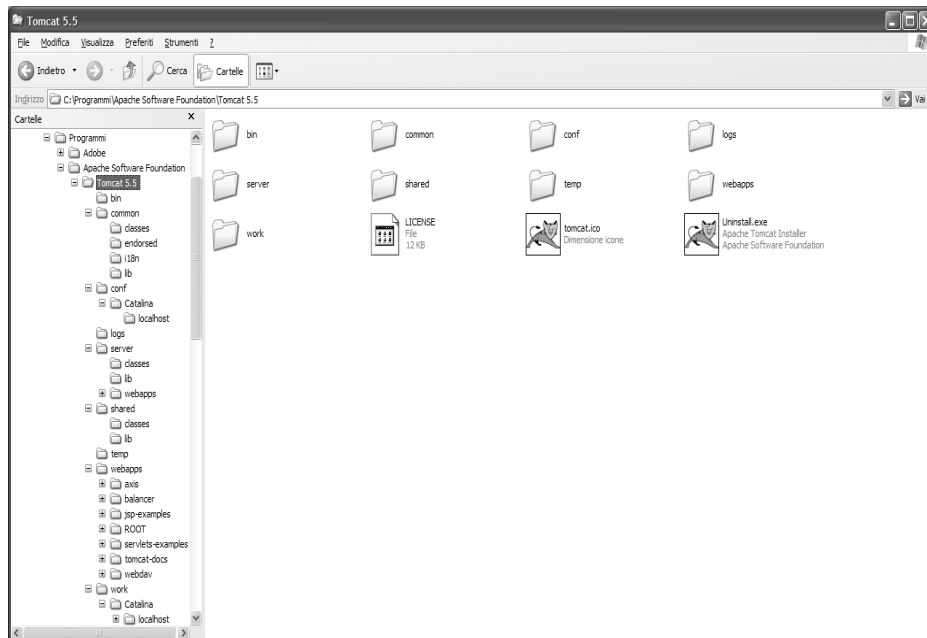 Tomcat 5.5
File Modifica Visualizza Preferiti Strumenti ?
Indietro Cerca Cartelle
Indirizzo C:\Programmi\Apache Software Foundation\Tomcat 5.5 Vai
Cartelle x
Programmi
Adobe
Apache Software Foundation
Tomcat 5.5
bin
common
classes
endorsed
i18n
lib
conf
Catalina
localhost
logs
server
classes
lib
webapps
shared
classes
lib
temp
webapps
axis
balancer
jsp-examples
ROOT
servlets-examples
tomcat-docs
webdav
work
Catalina
localhost
bin common conf logs
server shared temp webapps
work
LICENSE
File
12 KB
tomcat.ico
Dimensione icone
Uninstall.exe
Apache Tomcat Installer
Apache Software Foundation